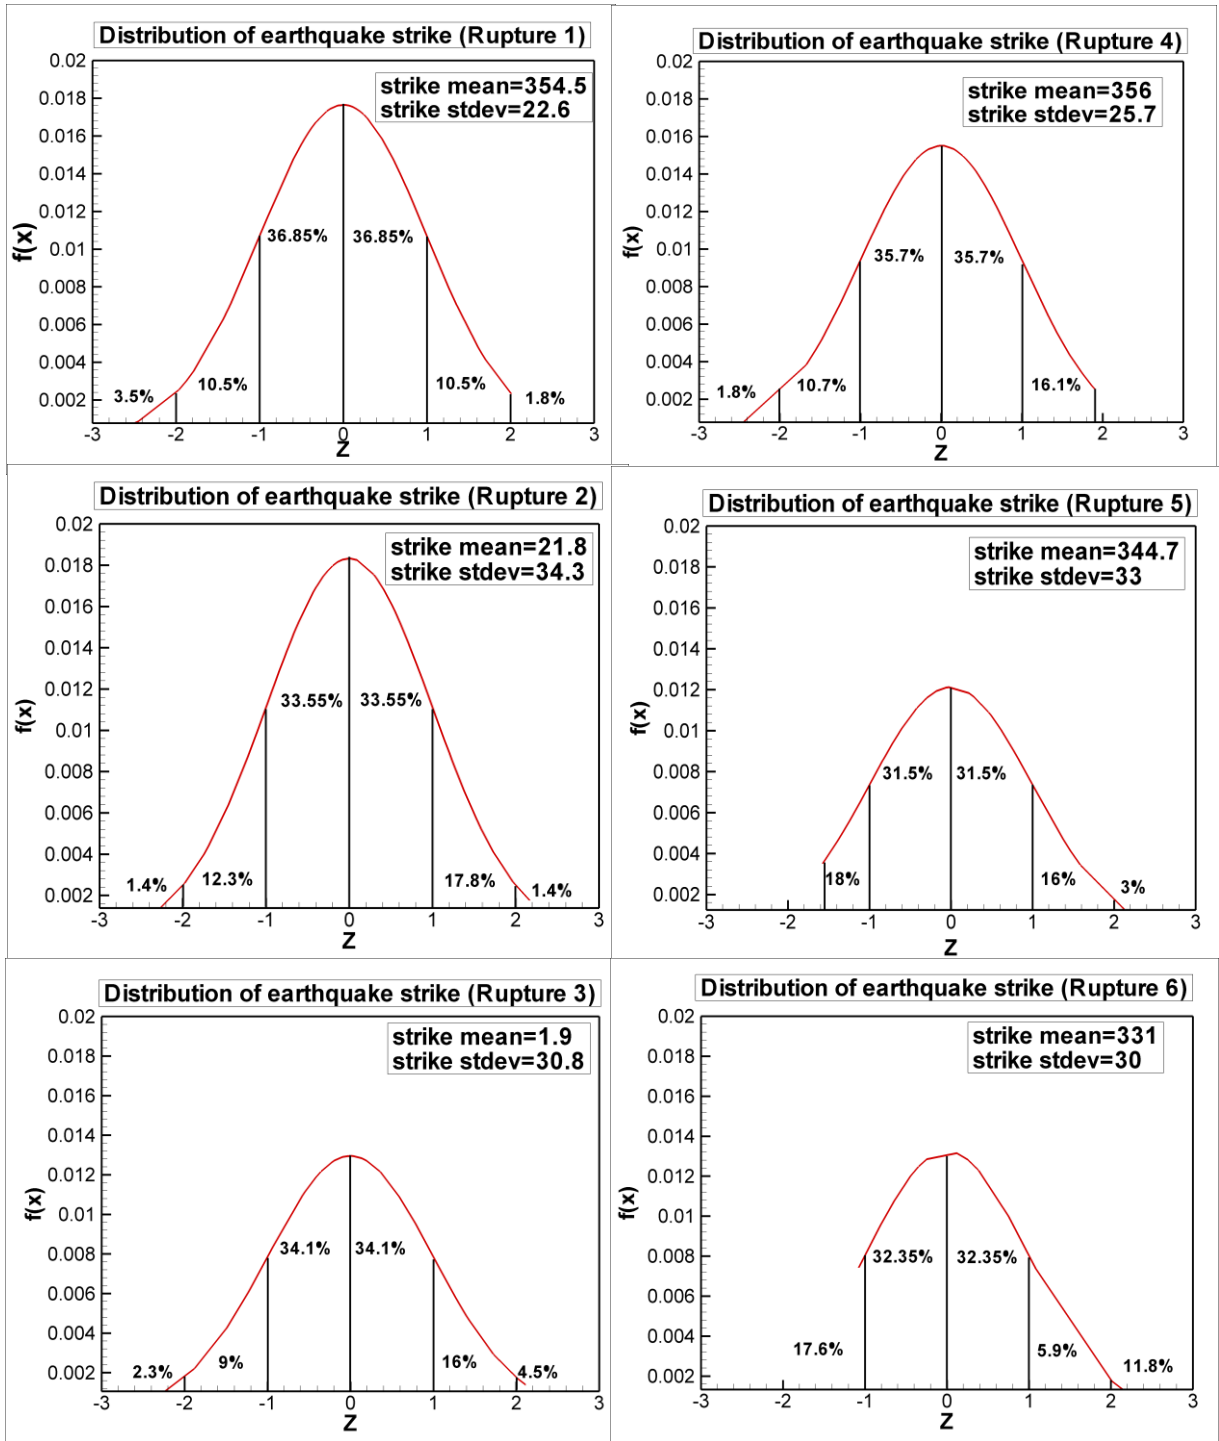 Distribution of earthquake strike (Rupture 1)
strike mean=354.5
strike stdev=22.6
0.02
0.018
0.016
0.014
0.012
0.01
0.008
0.006
0.004
0.002
f(x)
36.85% 36.85%
3.5% 10.5% 10.5% 1.8%
-3 -2 -1 0 1 2 3
Z
Distribution of earthquake strike (Rupture 4)
strike mean=356
strike stdev=25.7
0.02
0.018
0.016
0.014
0.012
0.01
0.008
0.006
0.004
0.002
f(x)
35.7% 35.7%
1.8% 10.7% 16.1%
-3 -2 -1 0 1 2 3
Z
Distribution of earthquake strike (Rupture 2)
strike mean=21.8
strike stdev=34.3
0.02
0.018
0.016
0.014
0.012
0.01
0.008
0.006
0.004
0.002
f(x)
33.55% 33.55%
1.4% 12.3% 17.8% 1.4%
-3 -2 -1 0 1 2 3
Z
Distribution of earthquake strike (Rupture 5)
strike mean=344.7
strike stdev=33
0.02
0.018
0.016
0.014
0.012
0.01
0.008
0.006
0.004
0.002
f(x)
31.5% 31.5%
18% 16% 3%
-3 -2 -1 0 1 2 3
Z
Distribution of earthquake strike (Rupture 3)
strike mean=1.9
strike stdev=30.8
0.02
0.018
0.016
0.014
0.012
0.01
0.008
0.006
0.004
0.002
f(x)
34.1% 34.1%
2.3% 9% 16% 4.5%
-3 -2 -1 0 1 2 3
Z
Distribution of earthquake strike (Rupture 6)
strike mean=331
strike stdev=30
0.02
0.018
0.016
0.014
0.012
0.01
0.008
0.006
0.004
0.002
f(x)
32.35% 32.35%
17.6% 5.9% 11.8%
-3 -2 -1 0 1 2 3
Z